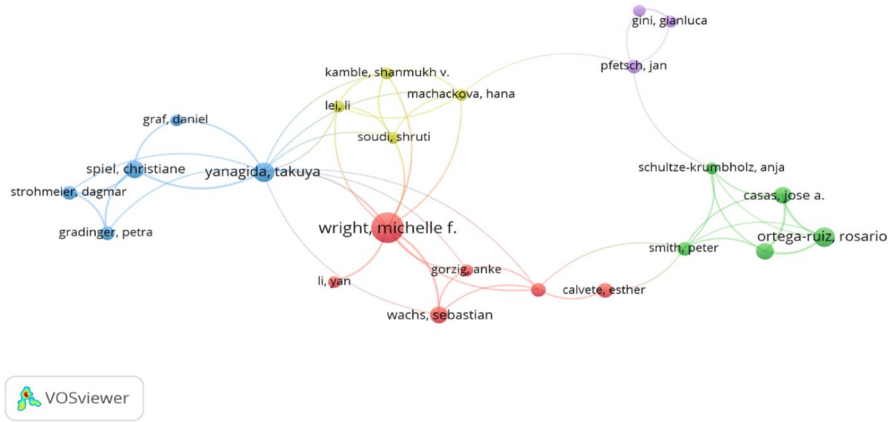 gini, gianluca
pfetsch, jan
kamble, shanmukh v.
machackova, hana
lei, li
graf, daniel
soudi, shruti
spiel, christiane
yanagida, takuya
schultze-krumbholz, anja
strohmeier, dagmar
casas, jose a.
gradinger, petra
wright, michelle f.
ortega-ruiz, rosario
smith, peter
gorzig, anke
li, yan
calvete, esther
wachs, sebastian
VOSviewer